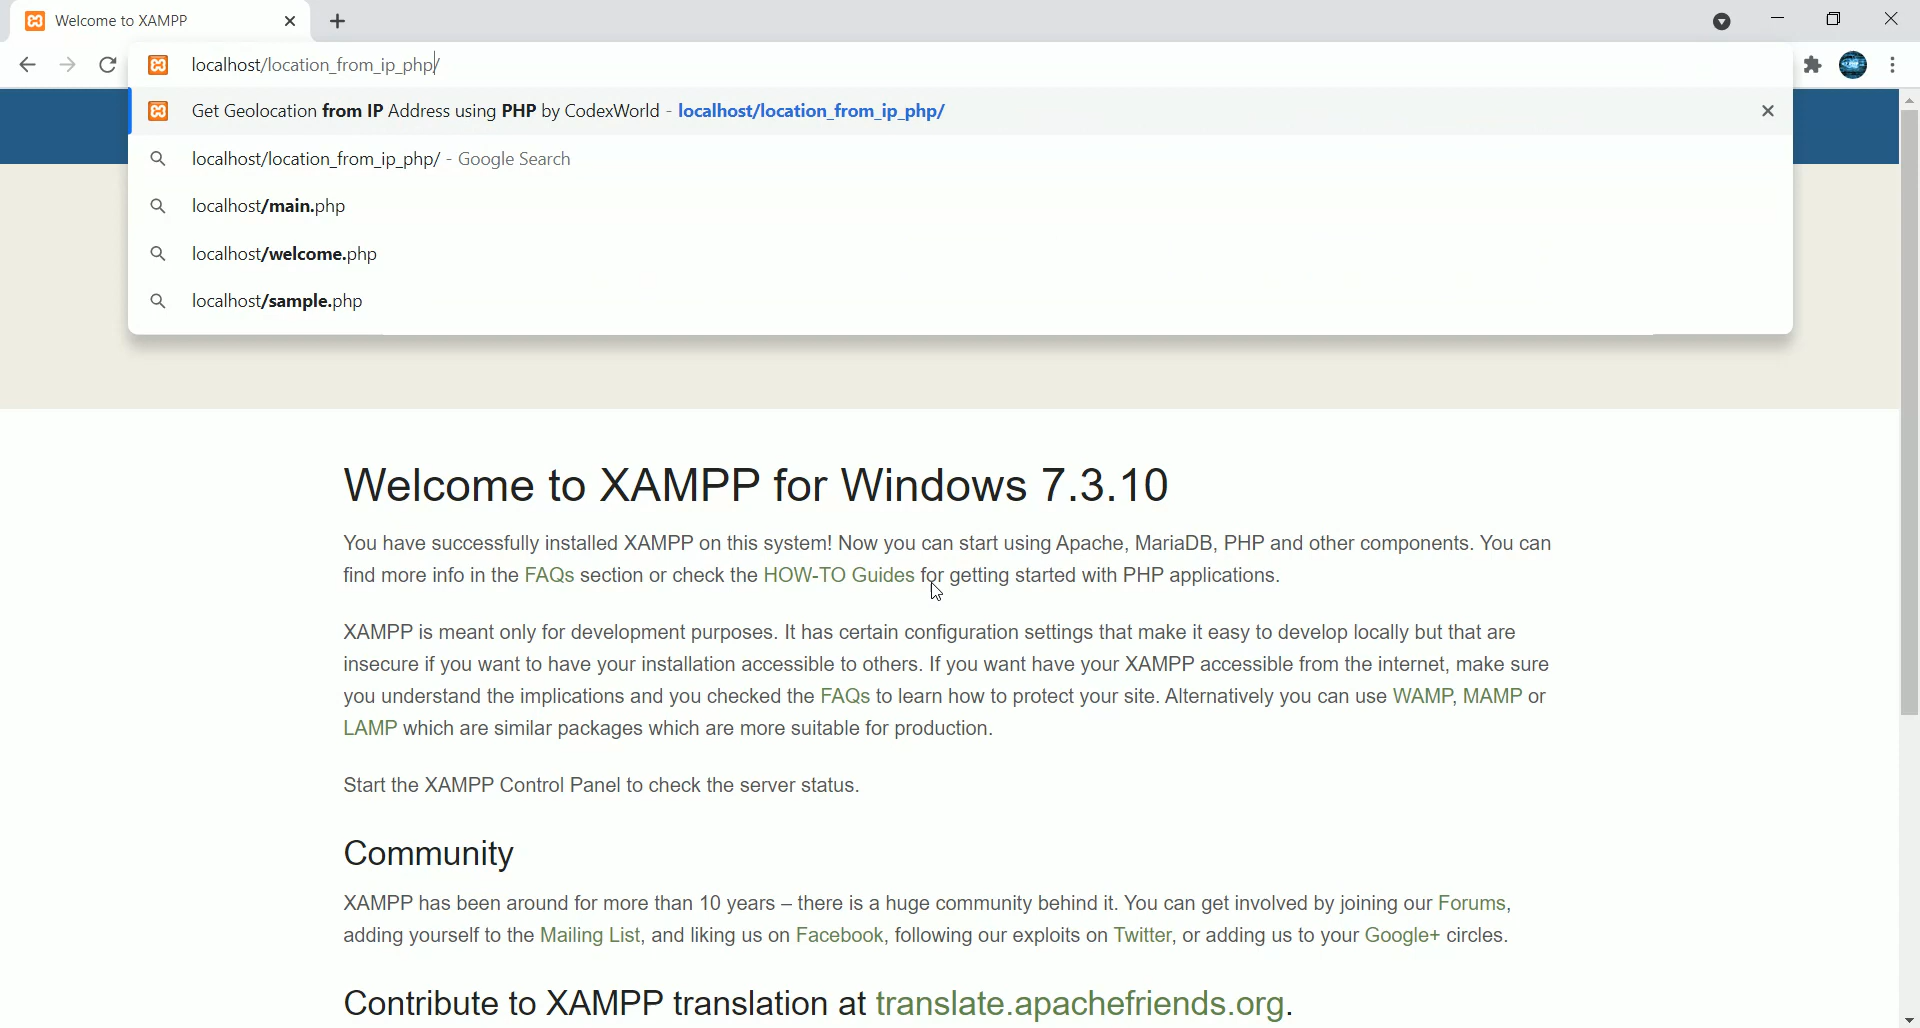 Welcome to XAMPP
localhost/location_from_ip_php/
Get Geolocation from IP Address using PHP by CodexWorld - localhost/location_from_ip_php/
localhost/location_from_ip_php/ - Google Search
localhost/main.php
localhost/welcome.php
localhost/sample.php
Welcome to XAMPP for Windows 7.3.10
You have successfully installed XAMPP on this system! Now you can start using Apache, MariaDB, PHP and other components. You can
find more info in the FAQs section or check the HOW-TO Guides for getting started with PHP applications.
XAMPP is meant only for development purposes. It has certain configuration settings that make it easy to develop locally but that are
insecure if you want to have your installation accessible to others. If you want have your XAMPP accessible from the internet, make sure
you understand the implications and you checked the FAQs to learn how to protect your site. Alternatively you can use WAMP, MAMP or
LAMP which are similar packages which are more suitable for production.
Start the XAMPP Control Panel to check the server status.
Community
XAMPP has been around for more than 10 years – there is a huge community behind it. You can get involved by joining our Forums,
adding yourself to the Mailing List, and liking us on Facebook, following our exploits on Twitter, or adding us to your Google+ circles.
Contribute to XAMPP translation at translate.apachefriends.org.